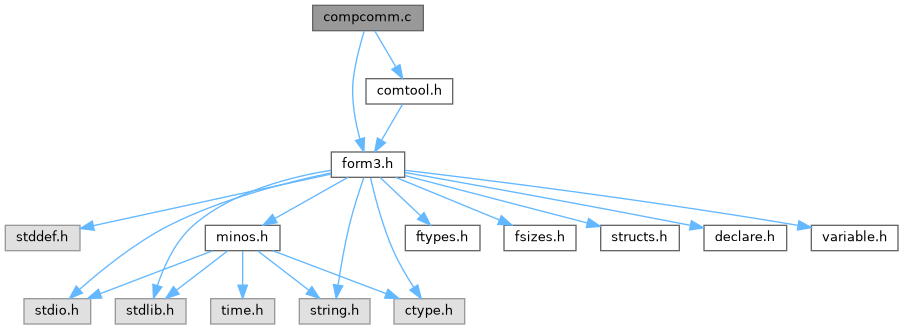 compcomm.c
comtool.h
form3.h
stddef.h
minos.h
ftypes.h
fsizes.h
structs.h
declare.h
variable.h
stdio.h
stdlib.h
time.h
string.h
ctype.h